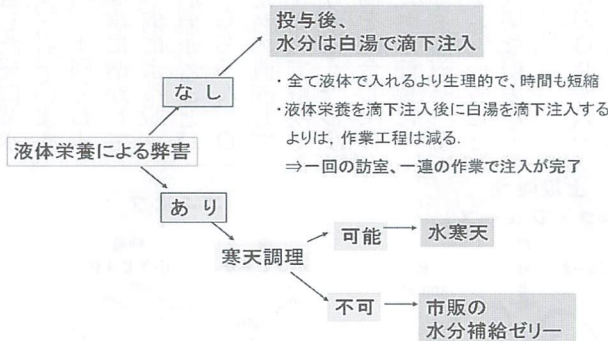 投与後、
水分は白湯で滴下注入
なし
・全て液体で入れるより生理的で、時間も短縮
・液体栄養を滴下注入後に白湯を滴下注入する
よりは，作業工程は減る．
⇒一回の訪室、一連の作業で注入が完了
液体栄養による弊害
あり
寒天調理
可能
水寒天
不可
市販の
水分補給ゼリー